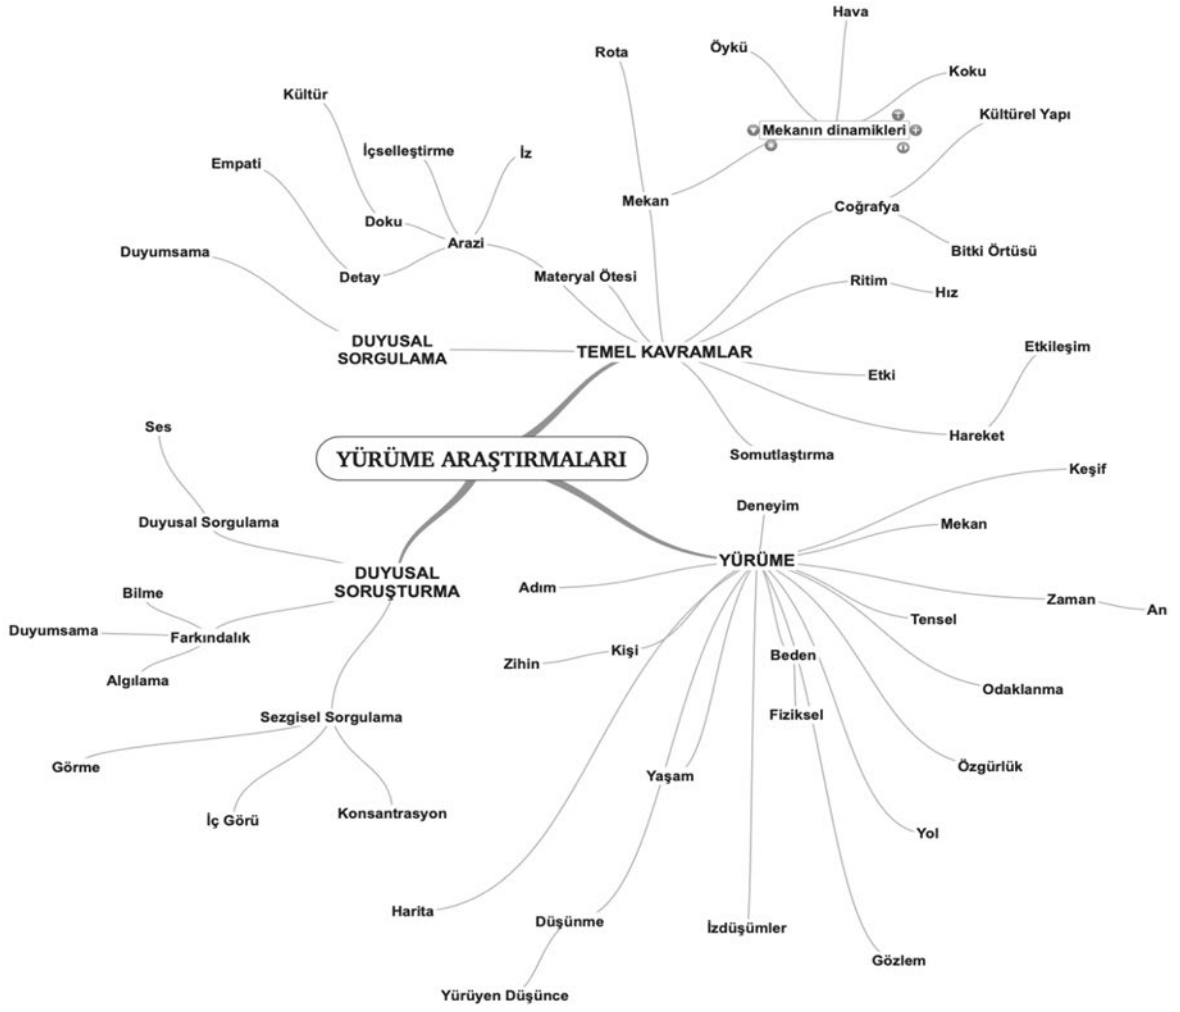 Hava
Öykü
Rota
Koku
Kültür
Kültürel Yapı
Mekanın dinamikleri
İçselleştirme
İz
Empati
Mekan
Coğrafya
Doku
Arazi
Duyumsama
Bitki Örtüsü
Detay
Materyal Ötesi
Ritim
Hız
DUYUSAL
SORGULAMA
TEMEL KAVRAMLAR
Etkileşim
Etki
Ses
Hareket
Somutlaştırma
YÜRÜME ARAŞTIRMALARI
Keşif
Deneyim
Duyusal Sorgulama
Mekan
YÜRÜME
DUYUSAL
SORUŞTURMA
Adım
Bilme
Zaman
An
Tensel
Duyumsama
Farkındalık
Kişi
Beden
Zihin
Algılama
Odaklanma
Sezgisel Sorgulama
Fiziksel
Görme
Yaşam
Özgürlük
İç Görü
Konsantrasyon
Yol
Harita
Düşünme
İzdüşümler
Gözlem
Yürüyen Düşünce